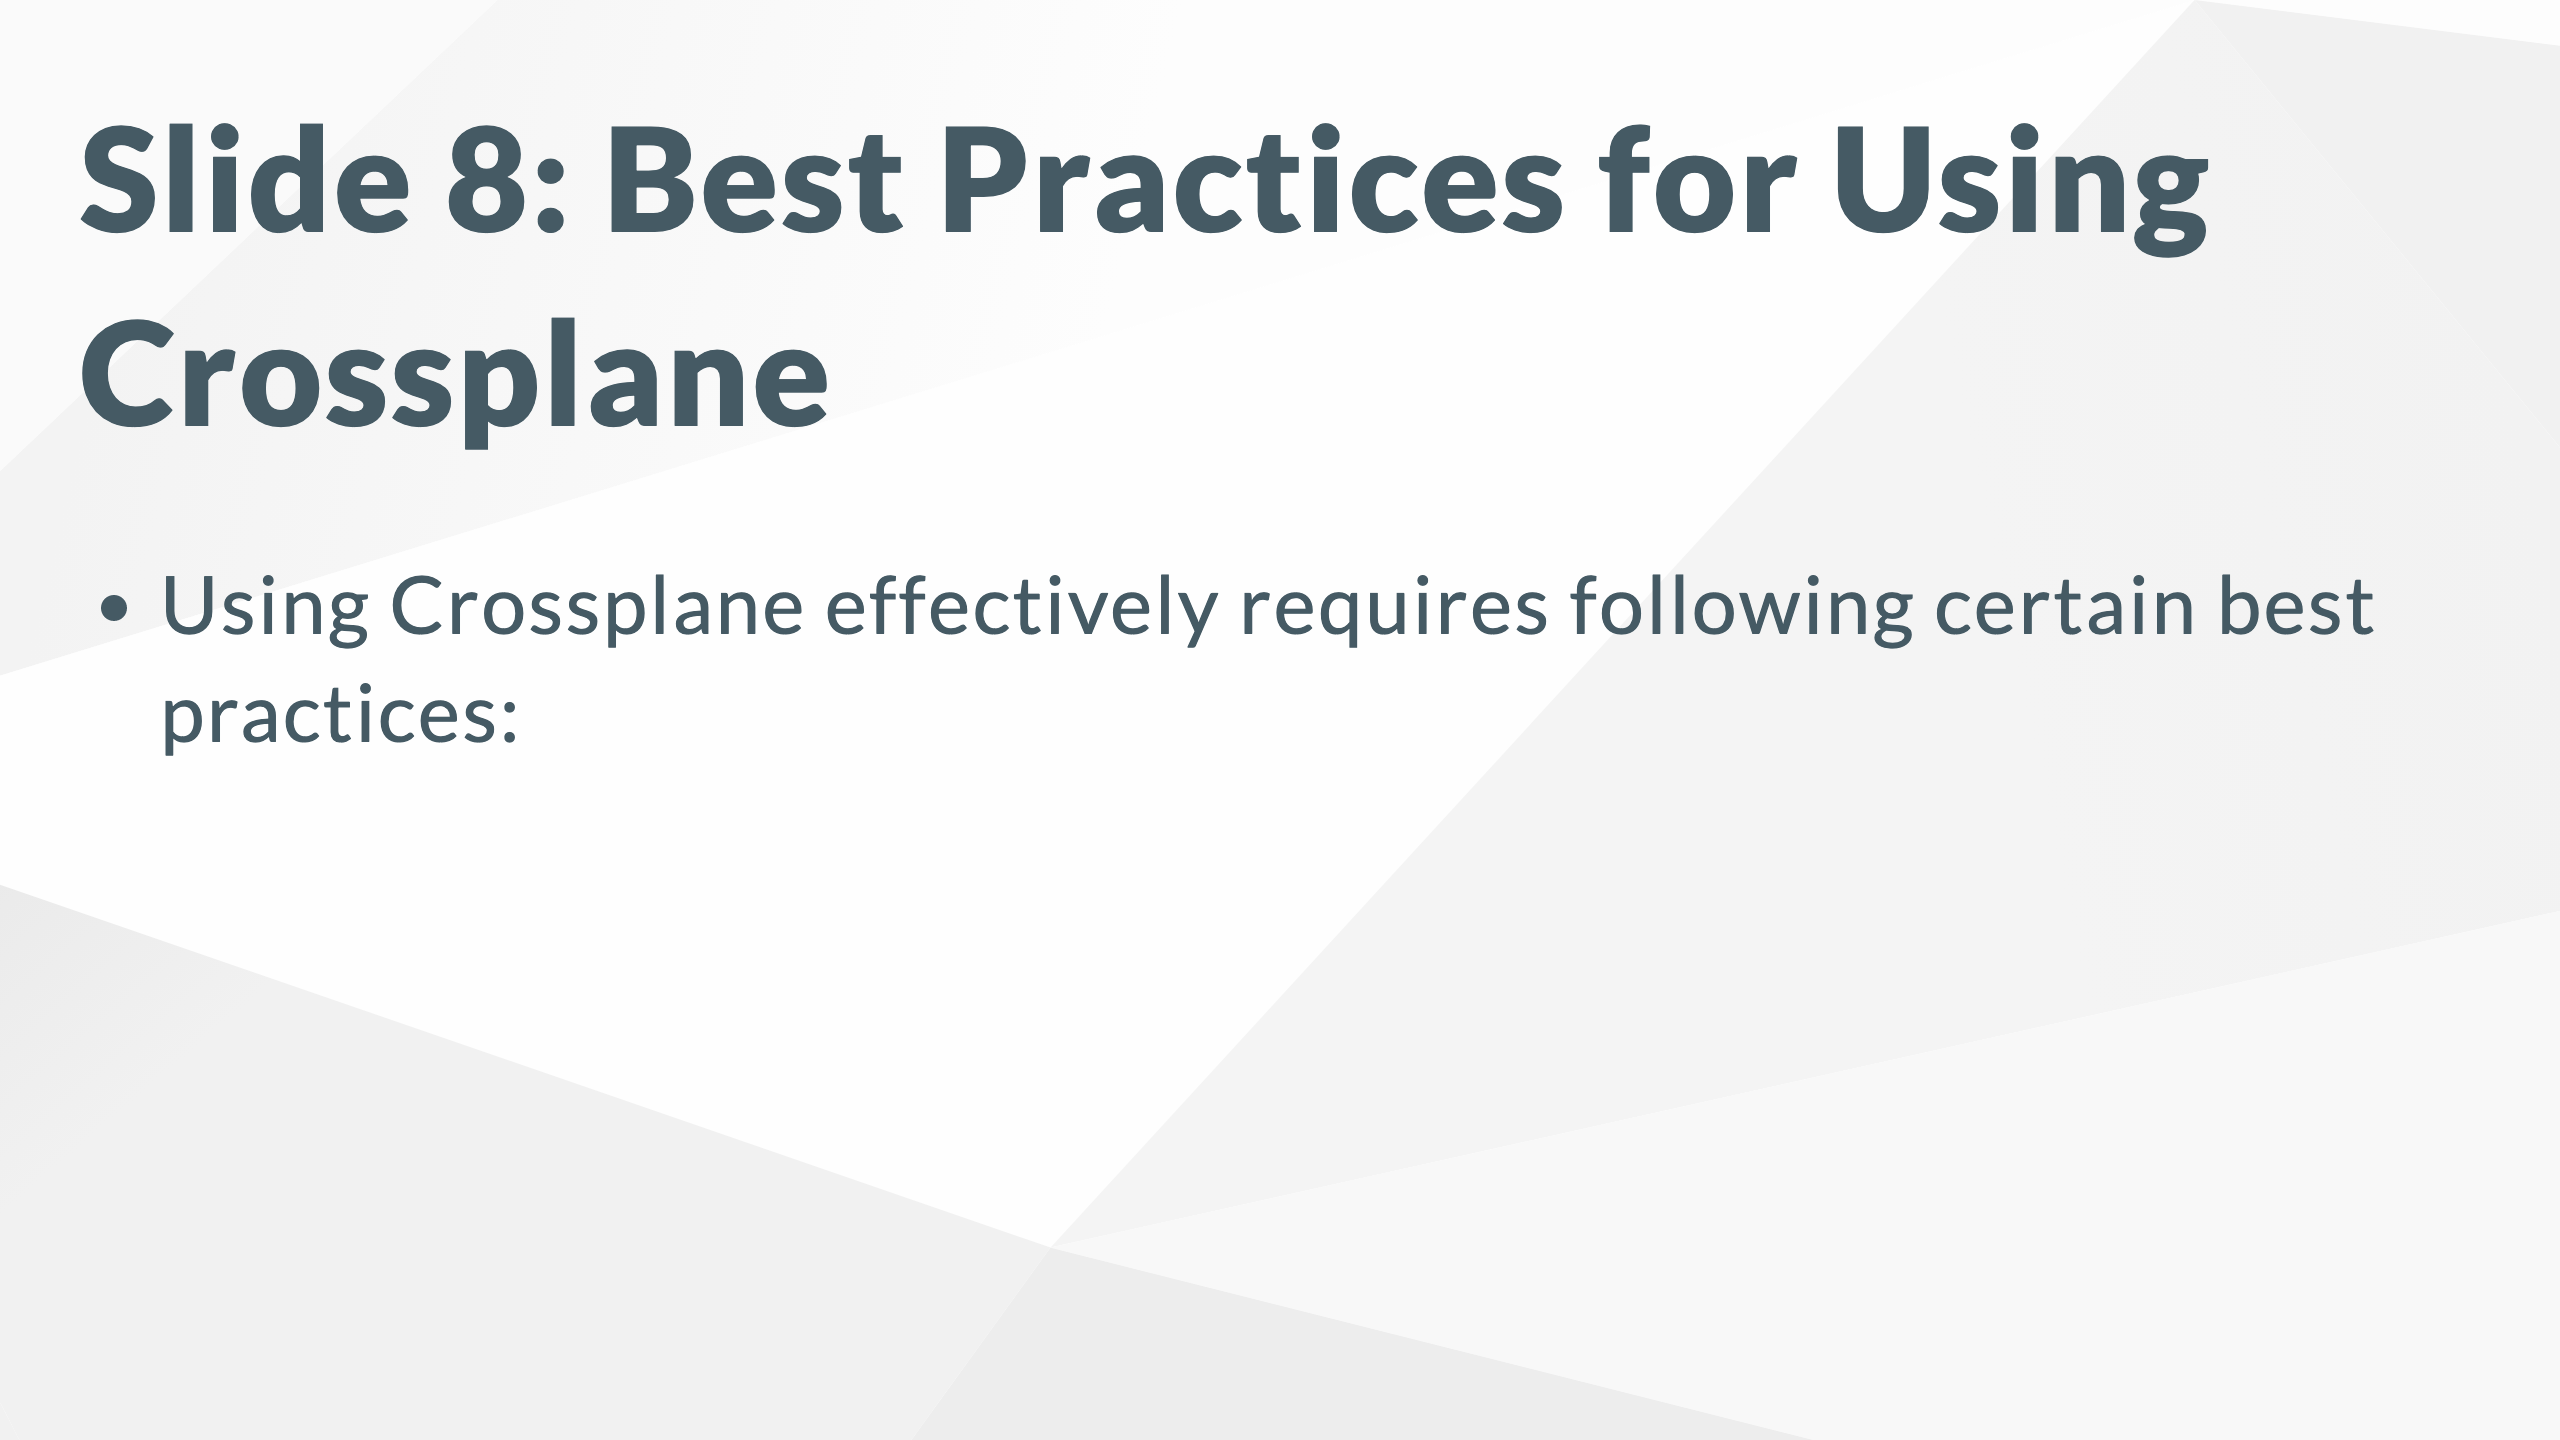 Slide 8: Best Practices for Using
Crossplane
• Using Crossplane effectively requires following certain best
practices: